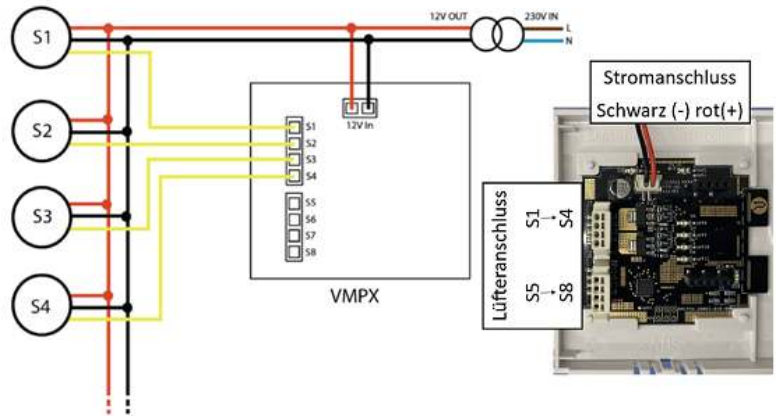 S1
S2
S3
S4
12V OUT
230V IN
L
N
12V In
S1
S2
S3
S4
S5
S6
S7
S8
VMPX
Stromanschluss
Schwarz (-) rot(+)
Lüfteranschluss
S1→S4
S5→S8